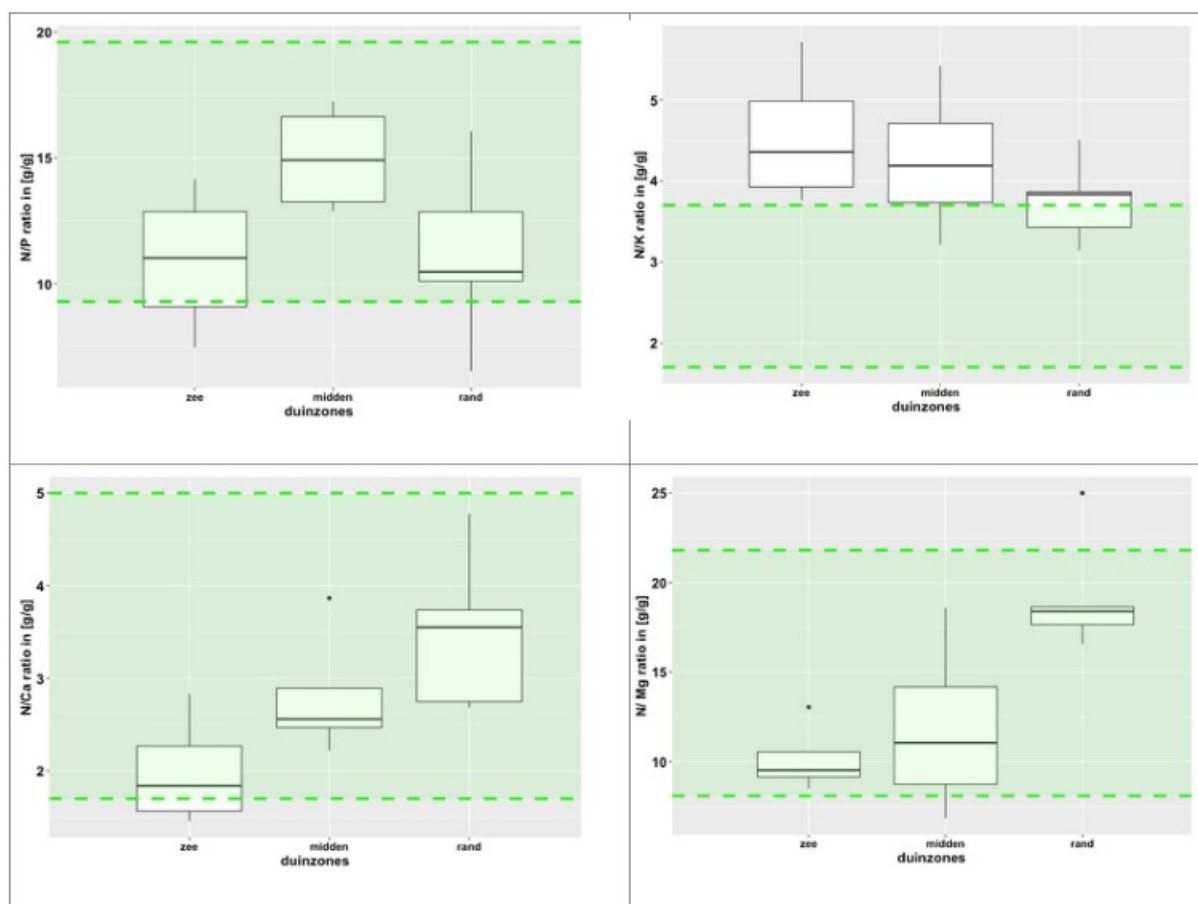 N/P ratio in [g/g]
20
15
10
zee midden rand
duinzones
N/K ratio in [g/g]
5
4
3
2
zee midden rand
duinzones
N/Ca ratio in [g/g]
5
4
3
2
zee midden rand
duinzones
N/ Mg ratio in [g/g]
25
20
15
10
zee midden rand
duinzones